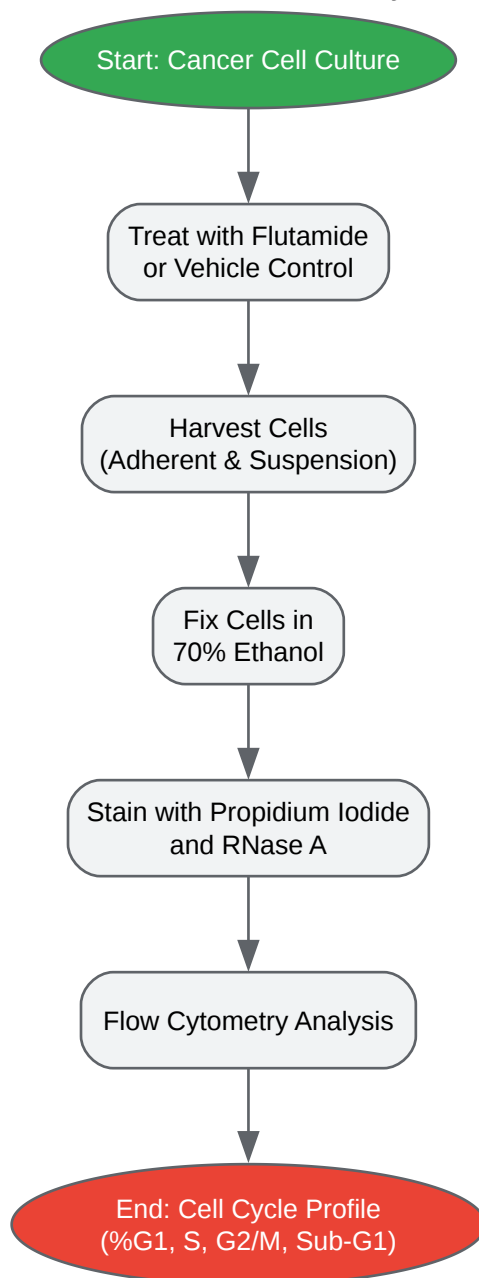 Start: Cancer Cell Culture
Treat with Flutamide
or Vehicle Control
Harvest Cells
(Adherent & Suspension)
Fix Cells in
70% Ethanol
Stain with Propidium Iodide
and RNase A
Flow Cytometry Analysis
End: Cell Cycle Profile
(%G1, S, G2/M, Sub-G1)